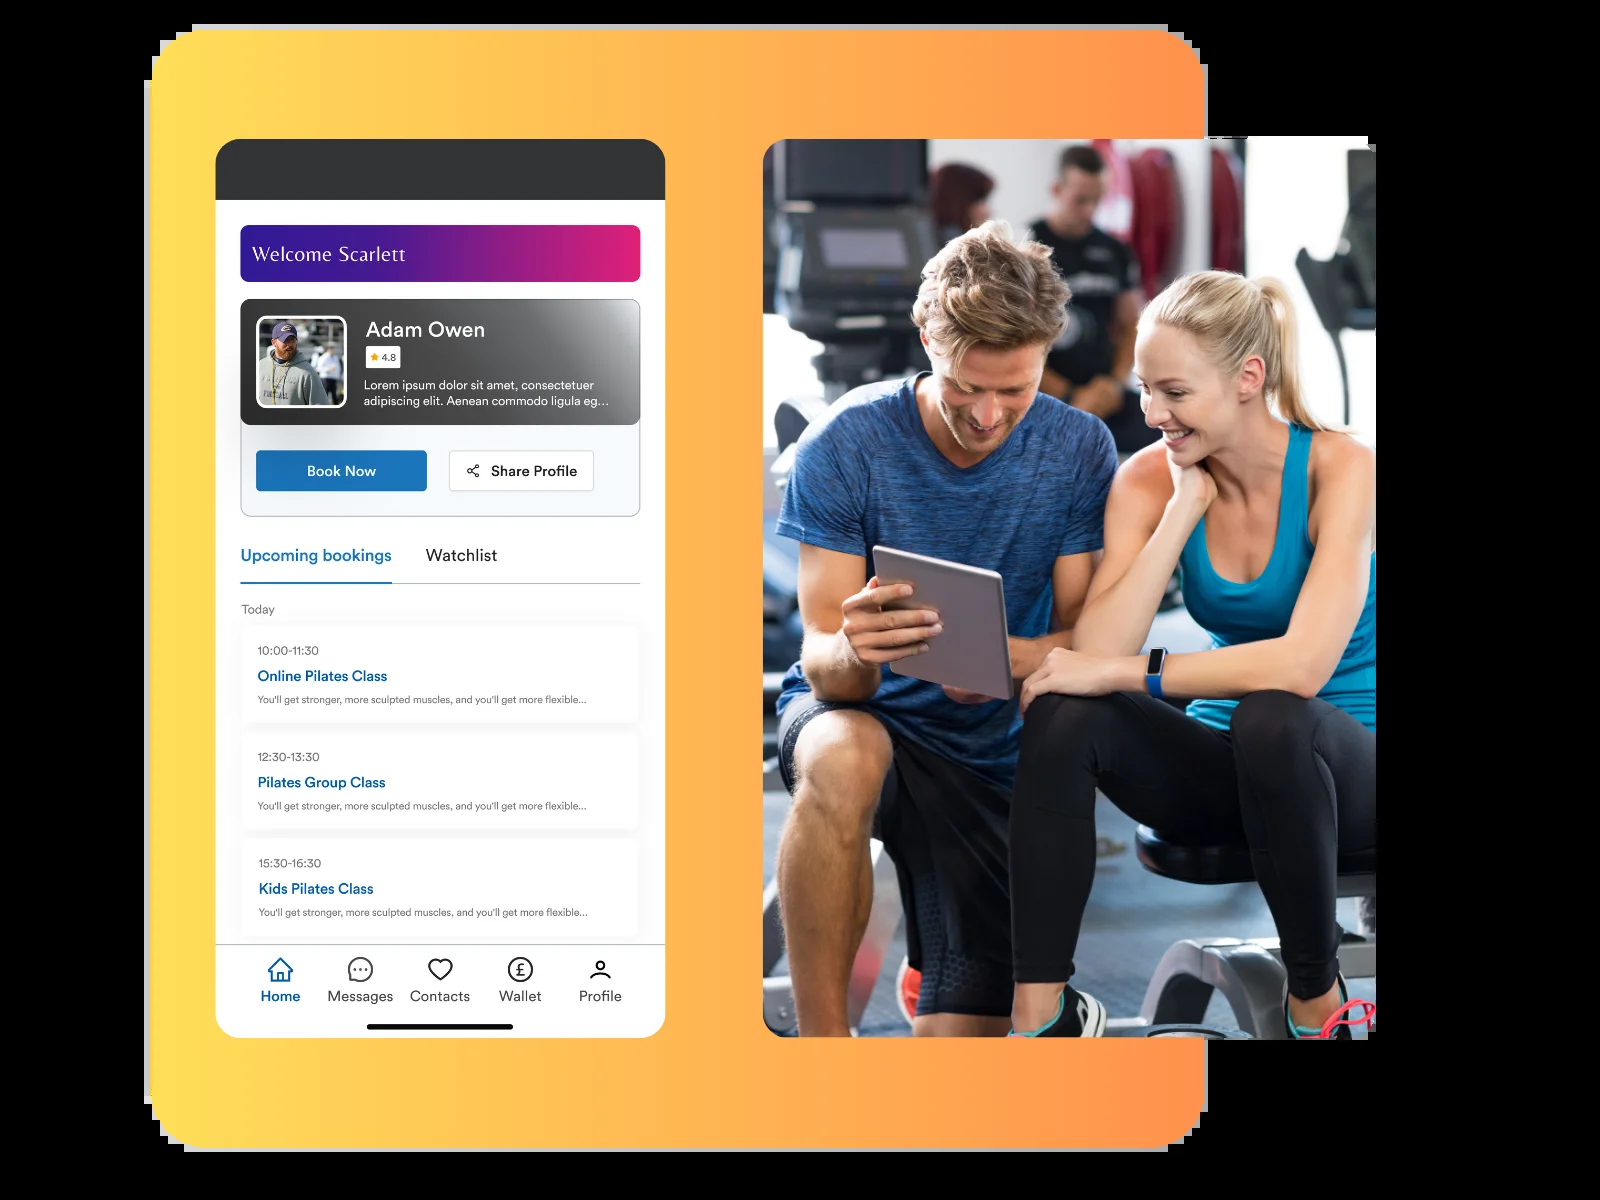 Welcome Scarlett
Adam Owen
4.8
Lorem ipsum dolor sit amet, consectetuer
adipiscing elit. Aenean commodo ligula eg...
Book Now
Share Profile
Upcoming bookings
Watchlist
Today
10:00-11:30
Online Pilates Class
You'll get stronger, more sculpted muscles, and you'll get more flexible...
12:30-13:30
Pilates Group Class
You'll get stronger, more sculpted muscles, and you'll get more flexible...
15:30-16:30
Kids Pilates Class
You'll get stronger, more sculpted muscles, and you'll get more flexible...
Home
Messages
Contacts
£
Wallet
Profile